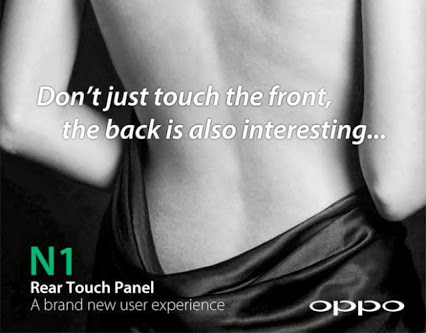 Don't just touch the front,
the back is also interesting...
N1
Rear Touch Panel
A brand new user experience
oppo